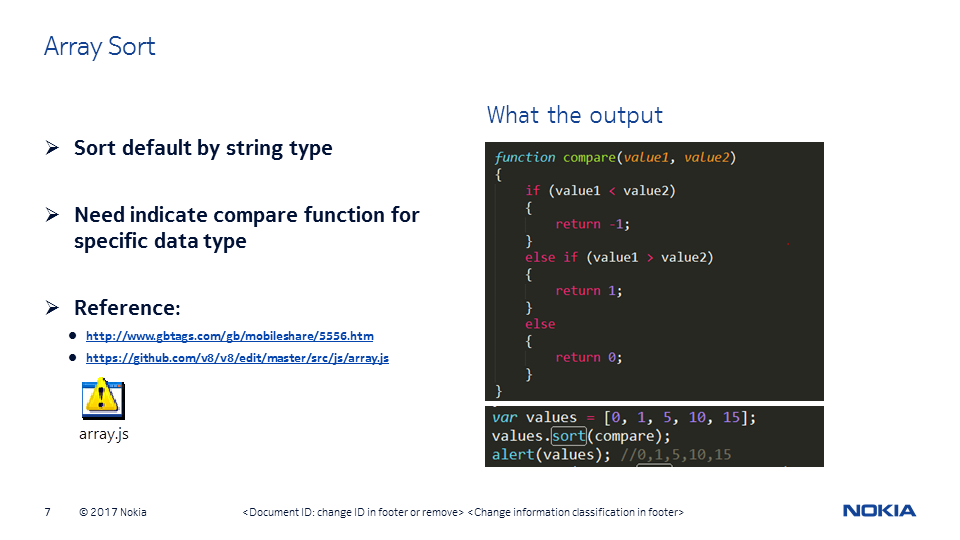 Array Sort
Sort default by string type
Need indicate compare function for
specific data type
Reference:
http://www.gbtags.com/gb/mobileshare/5556.htm
https://github.com/v8/v8/edit/master/src/js/array.js
array.js
What the output
function compare(value1, value2)
{
if (value1 < value2)
{
return -1;
}
else if (value1 > value2)
{
return 1;
}
else
{
return 0;
}
}
var values = [0, 1, 5, 10, 15];
values.sort(compare);
alert(values); //0,1,5,10,15
7 © 2017 Nokia <Document ID: change ID in footer or remove> <Change information classification in footer>
NOKIA